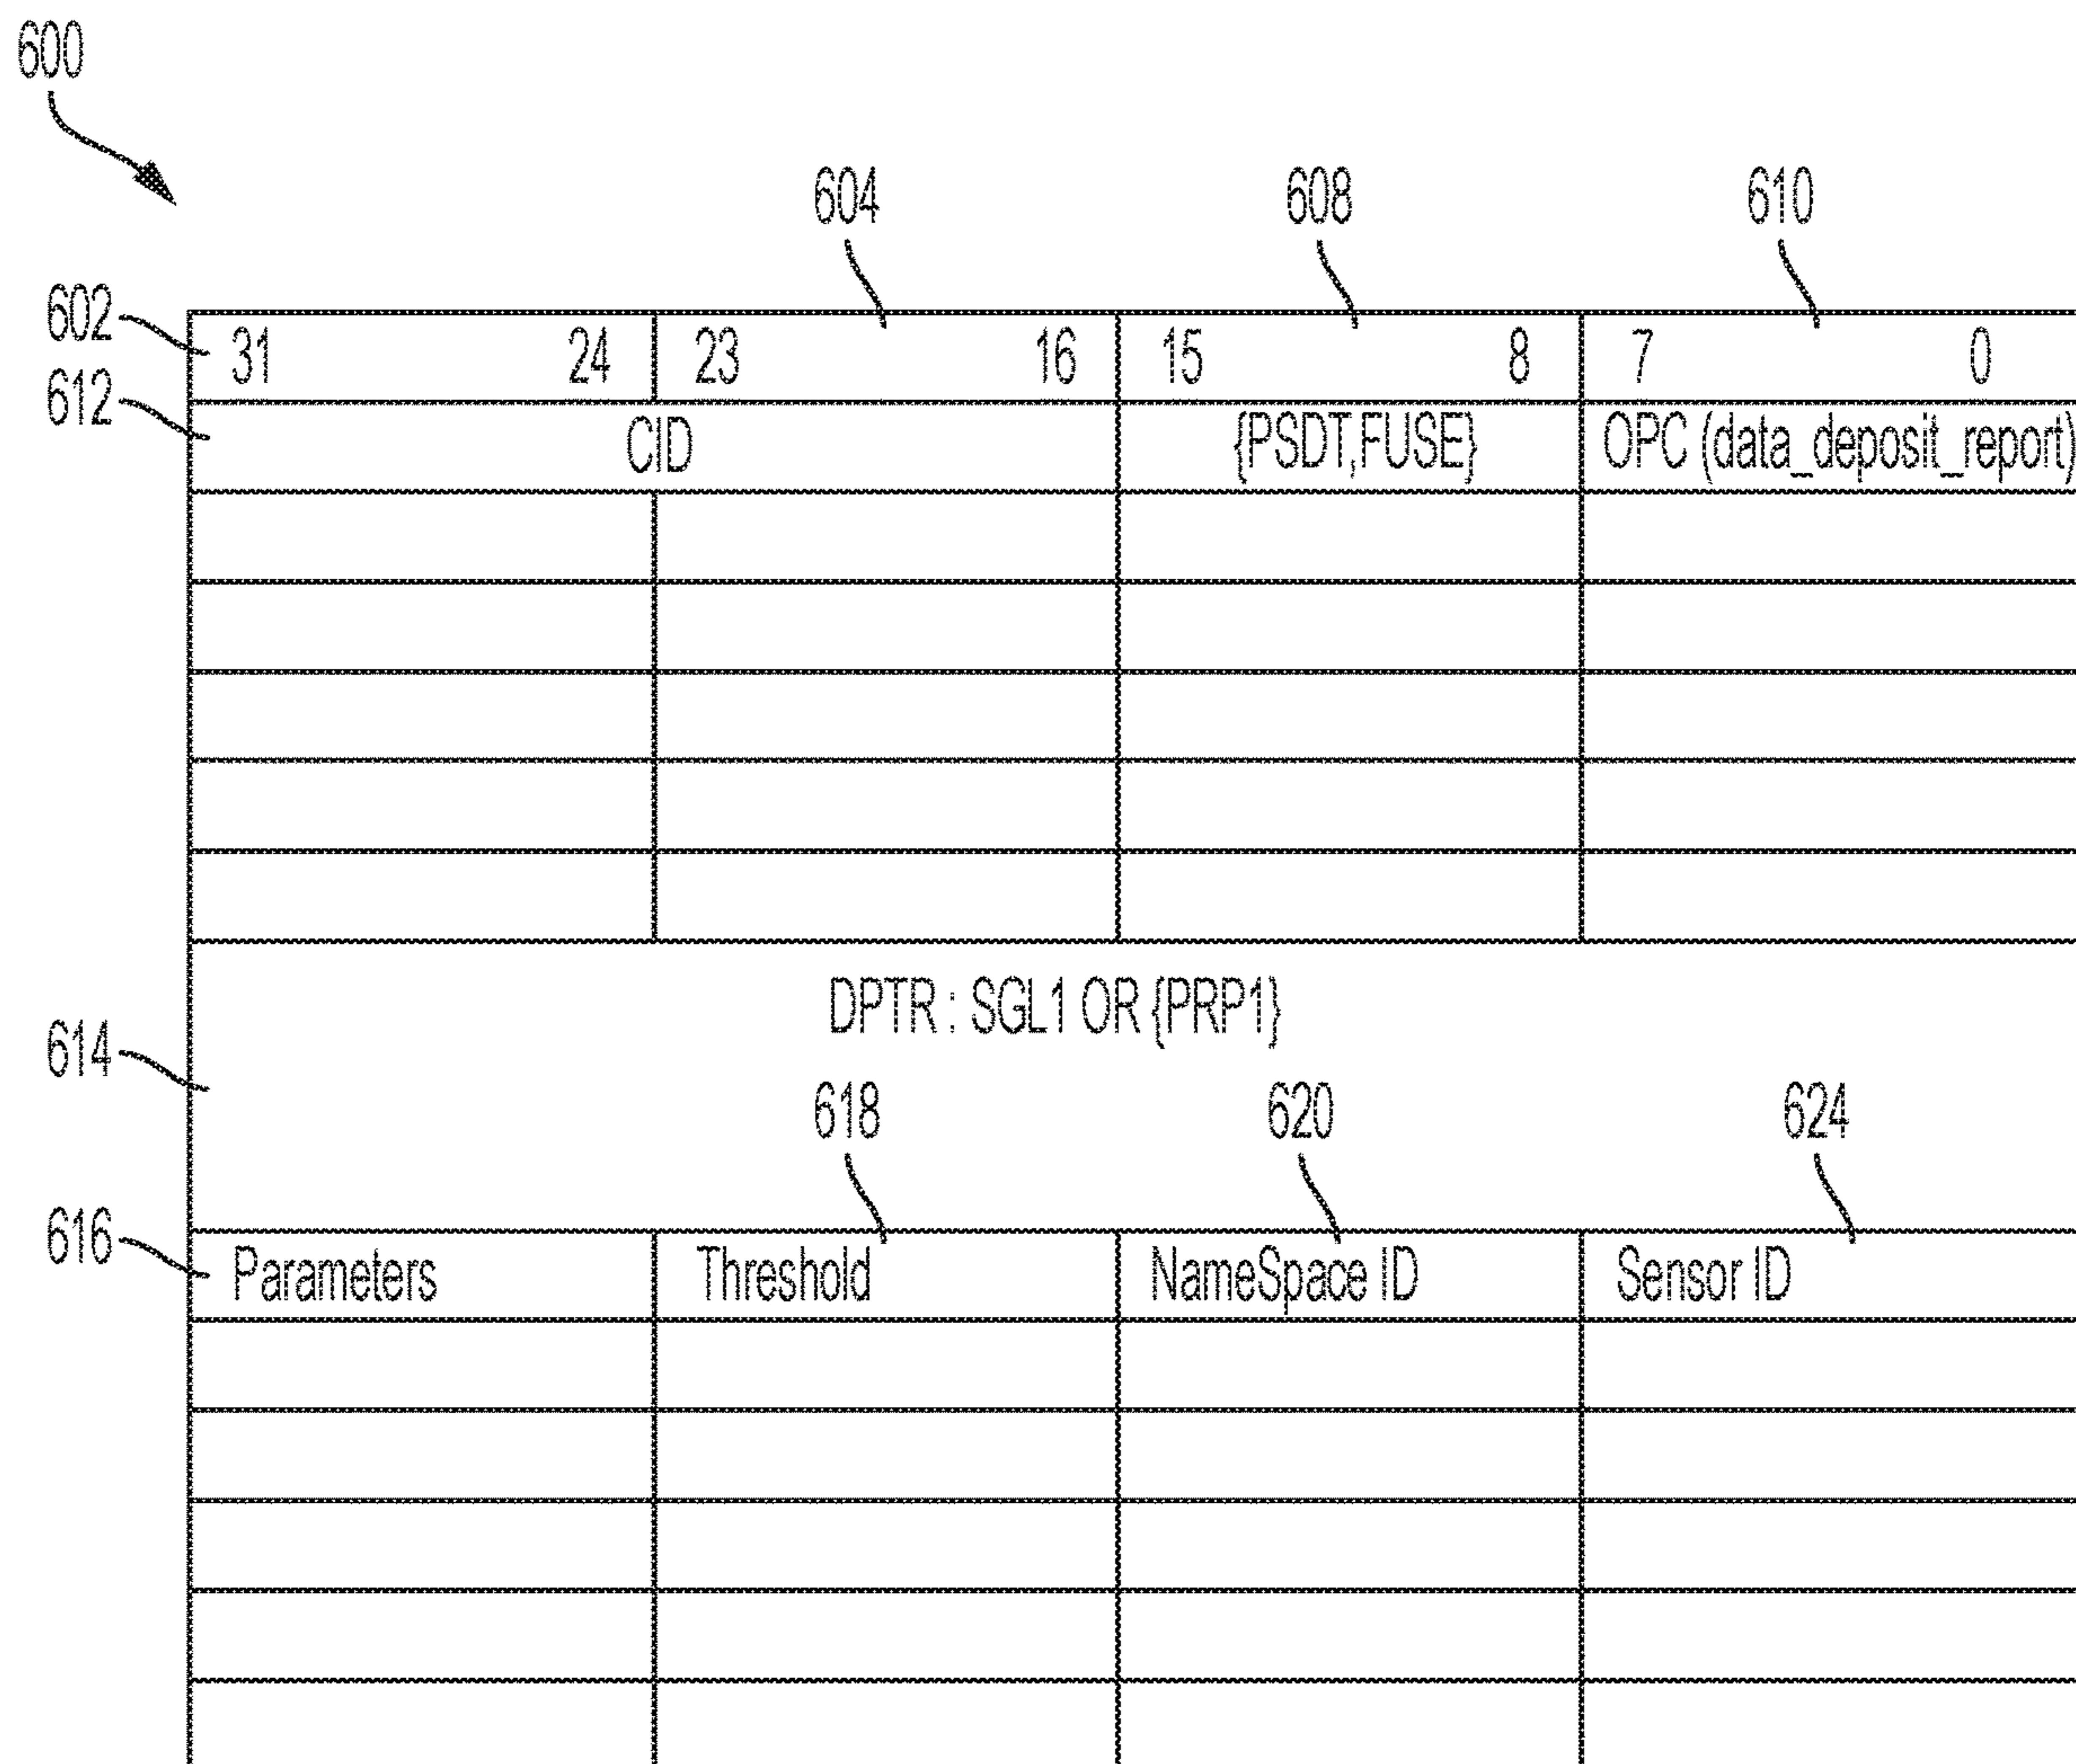 600
604 608 610
602 31 24 23 16 15 8 7 0
612 CID {PSDT,FUSE} OPC (data_deposit_report)
DPTR : SGL1 OR {PRP1}
614
618 620 624
616 Parameters Threshold NameSpace ID Sensor ID